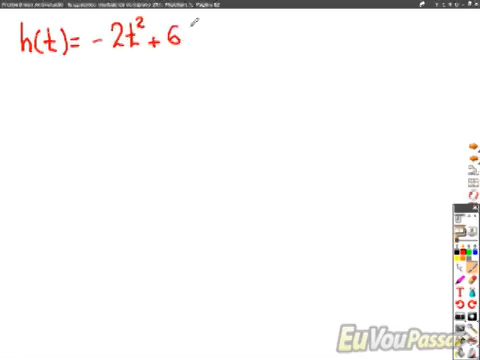 h(t) = - 2t² + 6
EuVouPassar